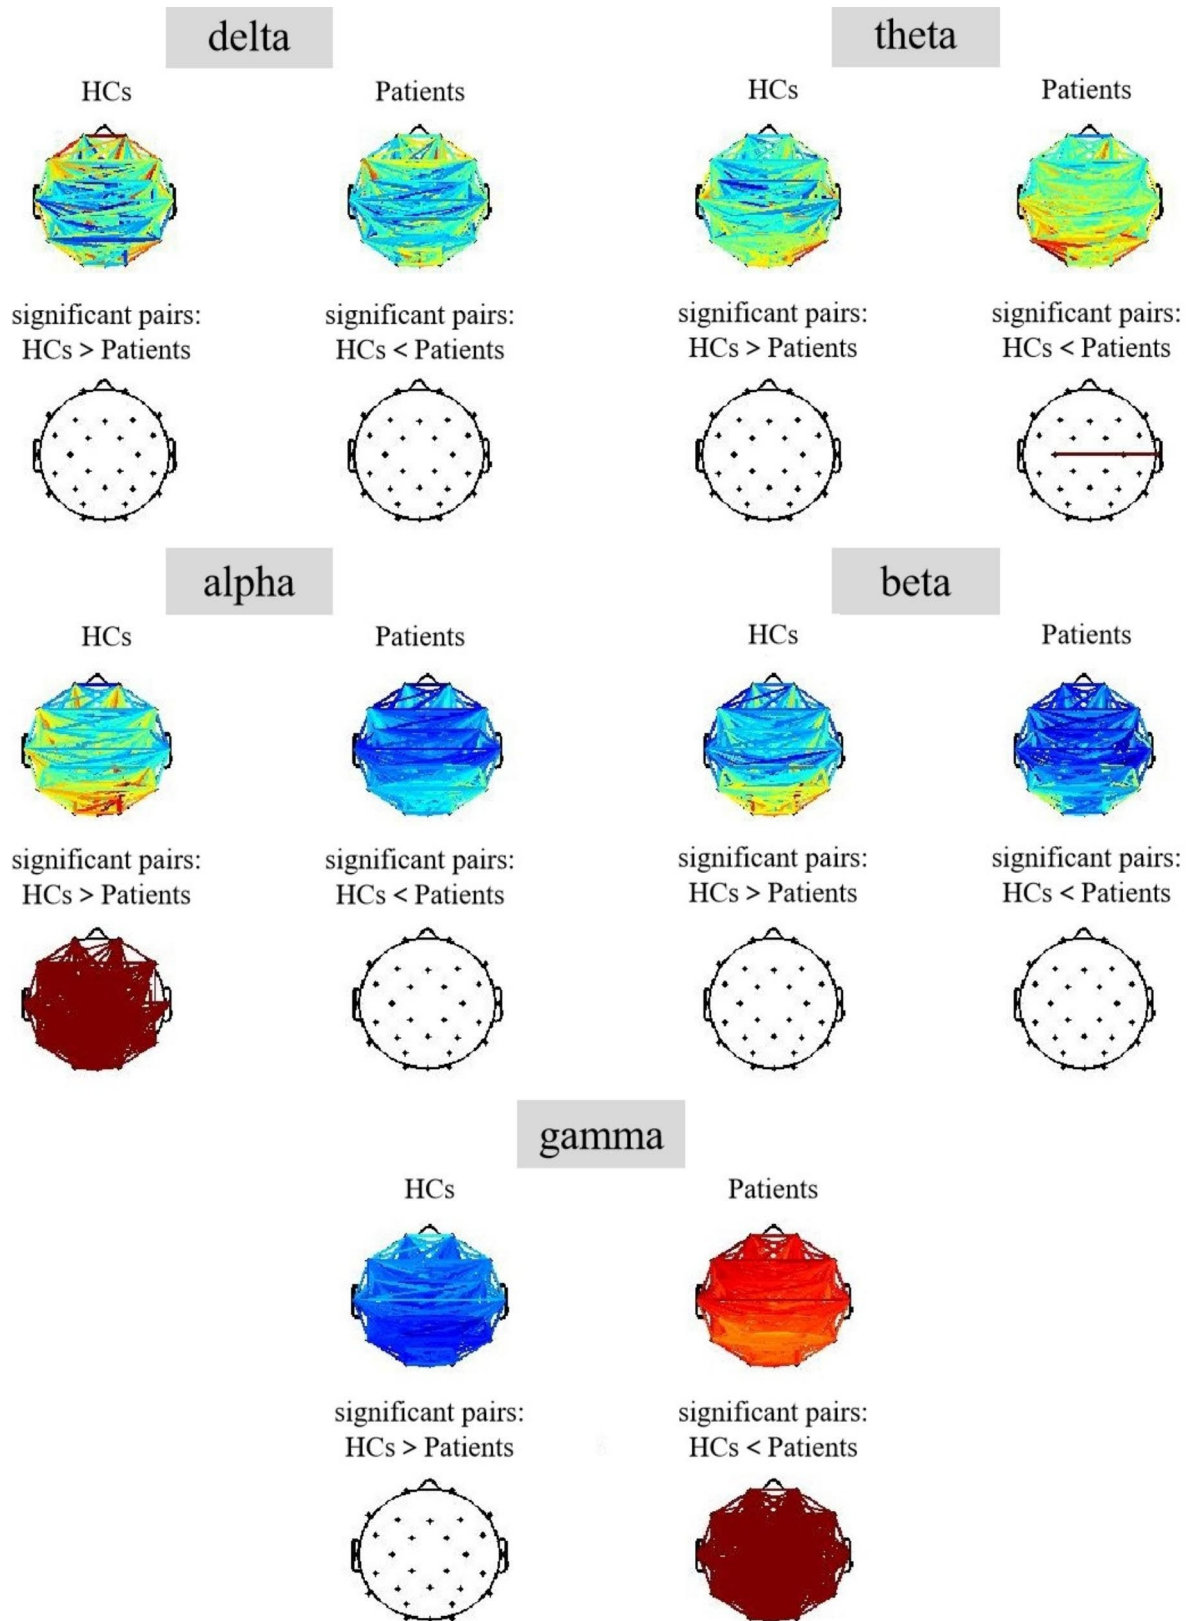 delta
theta
HCs
Patients
HCs
Patients
significant pairs:
HCs > Patients
significant pairs:
HCs < Patients
significant pairs:
HCs > Patients
significant pairs:
HCs < Patients
alpha
beta
HCs
Patients
HCs
Patients
significant pairs:
HCs > Patients
significant pairs:
HCs < Patients
significant pairs:
HCs > Patients
significant pairs:
HCs < Patients
gamma
HCs
Patients
significant pairs:
HCs > Patients
significant pairs:
HCs < Patients